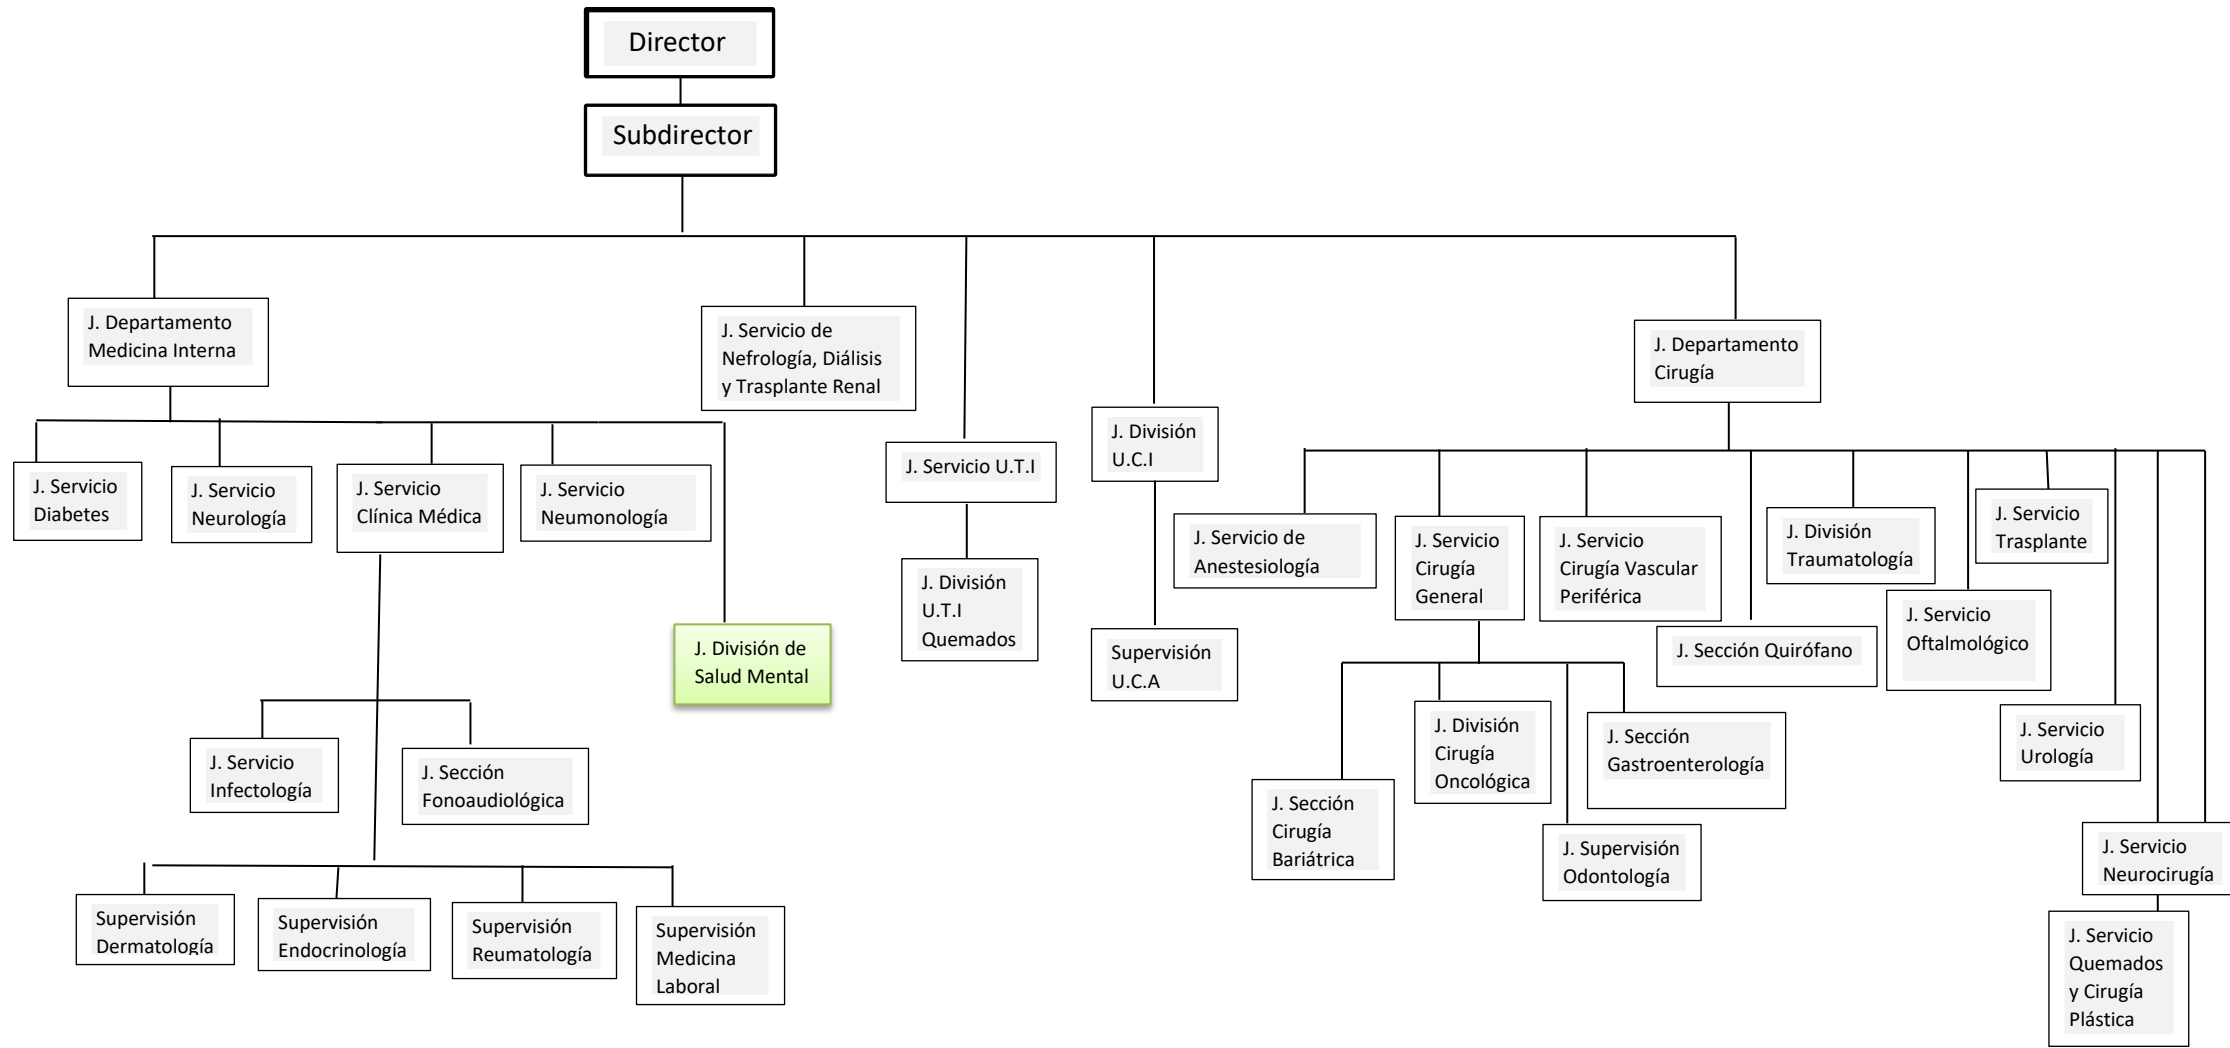 Director
Subdirector
J. Departamento
Medicina Interna
J. Servicio de
Nefrología, Diálisis
y Trasplante Renal
J. Departamento
Cirugía
J. División
U.C.I
J. Servicio U.T.I
J. Servicio
Diabetes
J. Servicio
Neurología
J. Servicio
Clínica Médica
J. Servicio
Neumonología
J. División
U.T.I
Quemados
J. División de
Salud Mental
Supervisión
U.C.A
J. Servicio de
Anestesiología
J. Servicio
Cirugía
General
J. Servicio
Cirugía Vascular
Periférica
J. Sección Quirófano
J. División
Traumatología
J. Servicio
Oftalmológico
J. Servicio
Trasplante
J. Servicio
Urología
J. Servicio
Infectología
J. Sección
Fonoaudiológica
J. Sección
Cirugía
Bariátrica
J. División
Cirugía
Oncológica
J. Supervisión
Odontología
J. Sección
Gastroenterología
J. Servicio
Neurocirugía
Supervisión
Dermatología
Supervisión
Endocrinología
Supervisión
Reumatología
Supervisión
Medicina
Laboral
J. Servicio
Quemados
y Cirugía
Plástica